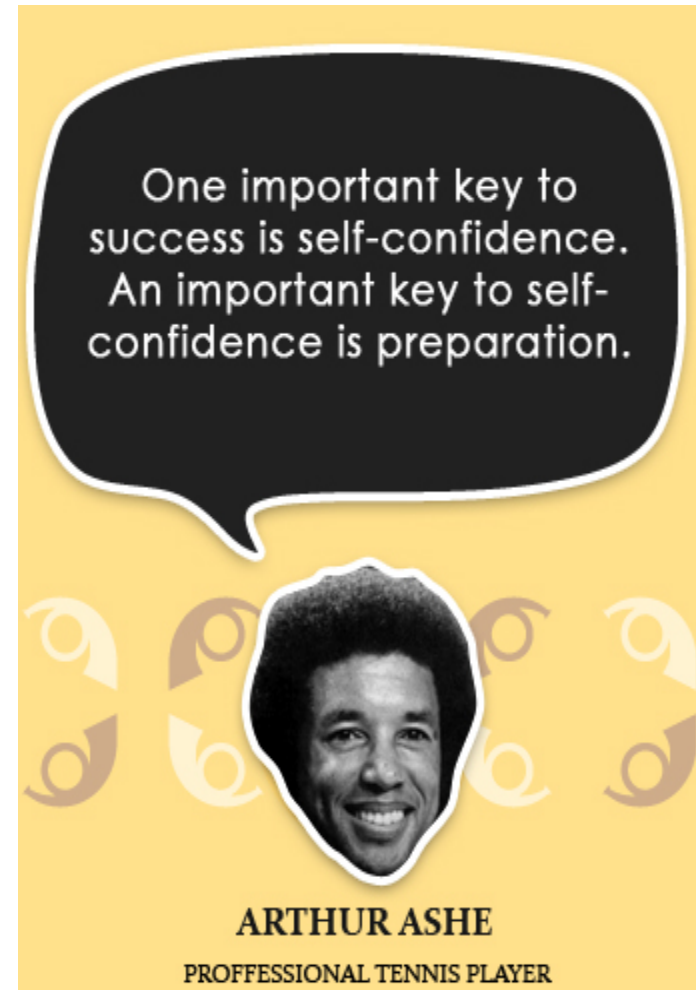 One important key to
success is self-confidence.
An important key to self-
confidence is preparation.
ARTHUR ASHE
PROFFESSIONAL TENNIS PLAYER